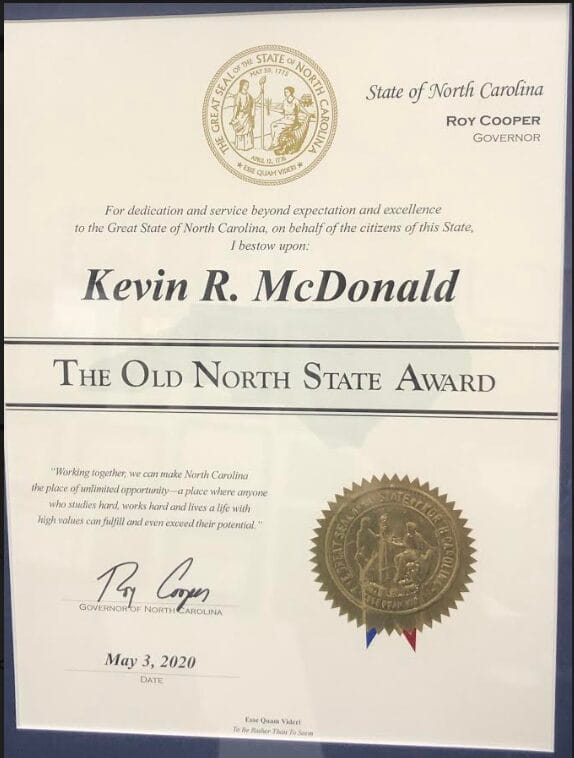 THE GREAT SEAL OF THE STATE OF NORTH CAROLINA
MAY 20, 1775
APRIL 12, 1776
★ ESSE QUAM VIDERI ★
State of North Carolina
ROY COOPER
GOVERNOR
For dedication and service beyond expectation and excellence
to the Great State of North Carolina, on behalf of the citizens of this State,
I bestow upon:
Kevin R. McDonald
THE OLD NORTH STATE AWARD
"Working together, we can make North Carolina
the place of unlimited opportunity—a place where anyone
who studies hard, works hard and lives a life with
high values can fulfill and even exceed their potential."
Roy Cooper
GOVERNOR OF NORTH CAROLINA
May 3, 2020
DATE
Esse Quam Videri
To Be Rather Than To Seem